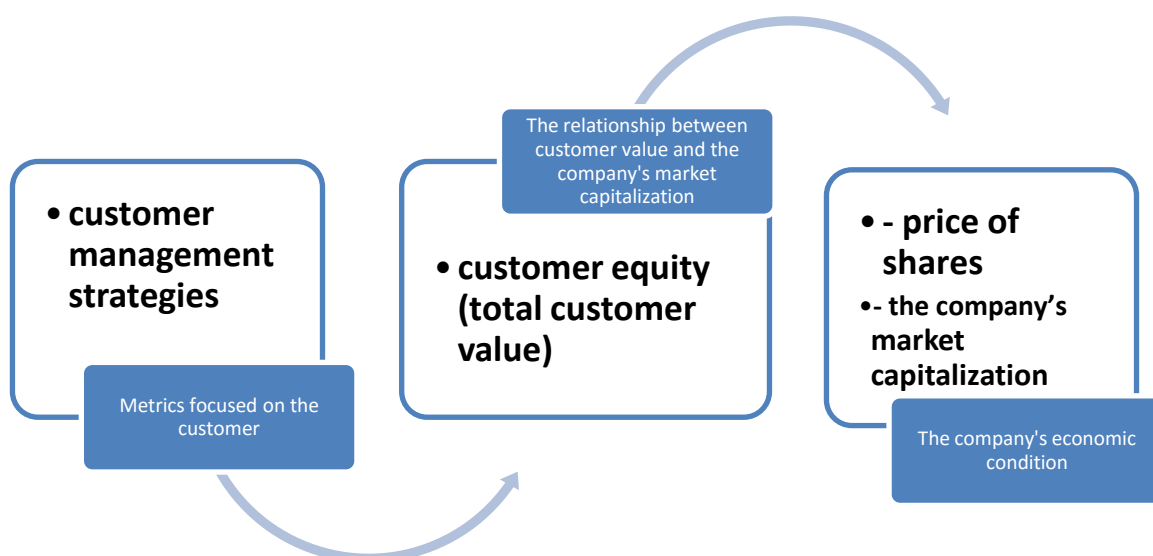 • customer
management
strategies
Metrics focused on the
customer
The relationship between
customer value and the
company's market
capitalization
• customer equity
(total customer
value)
• - price of
shares
•- the company’s
market
capitalization
The company's economic
condition